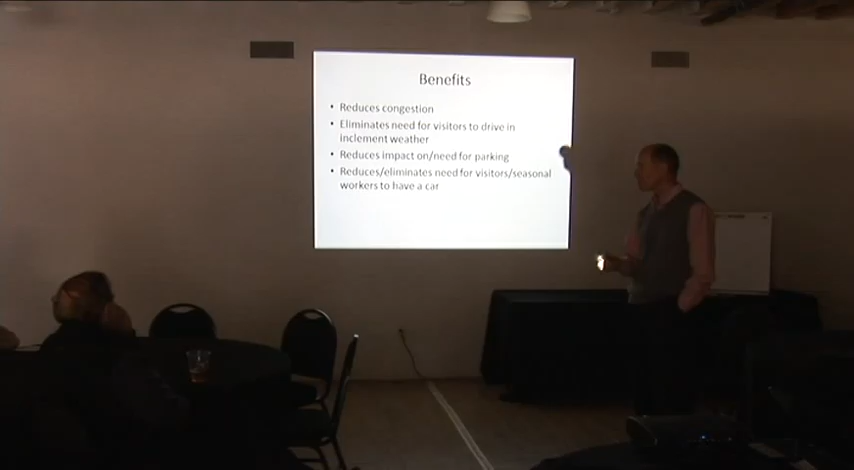 Benefits
• Reduces congestion
• Eliminates need for visitors to drive in
inclement weather
• Reduces impact on/need for parking
• Reduces/eliminates need for visitors/seasonal
workers to have a car